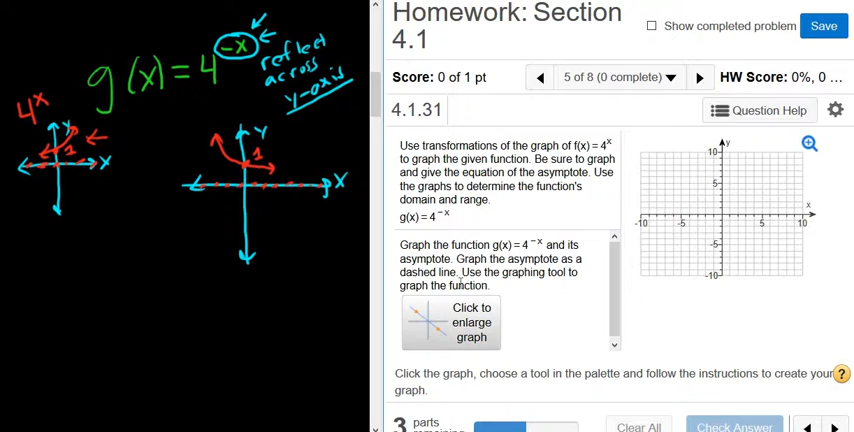 g(x) = 4^-x
reflect
across
y-axis
4^x
y
1
x
y
1
x
Homework: Section
4.1
Show completed problem
Save
Score: 0 of 1 pt
5 of 8 (0 complete)
HW Score: 0%, 0 ...
4.1.31
Question Help
Use transformations of the graph of f(x) = 4^x
to graph the given function. Be sure to graph
and give the equation of the asymptote. Use
the graphs to determine the function's
domain and range.
g(x) = 4^-x
Graph the function g(x) = 4^-x and its
asymptote. Graph the asymptote as a
dashed line. Use the graphing tool to
graph the function.
Click to
enlarge
graph
y
10
5
x
-10 -5 5 10
-5
-10
Click the graph, choose a tool in the palette and follow the instructions to create your
graph.
?
3 parts
remaining
Clear All
Check Answer